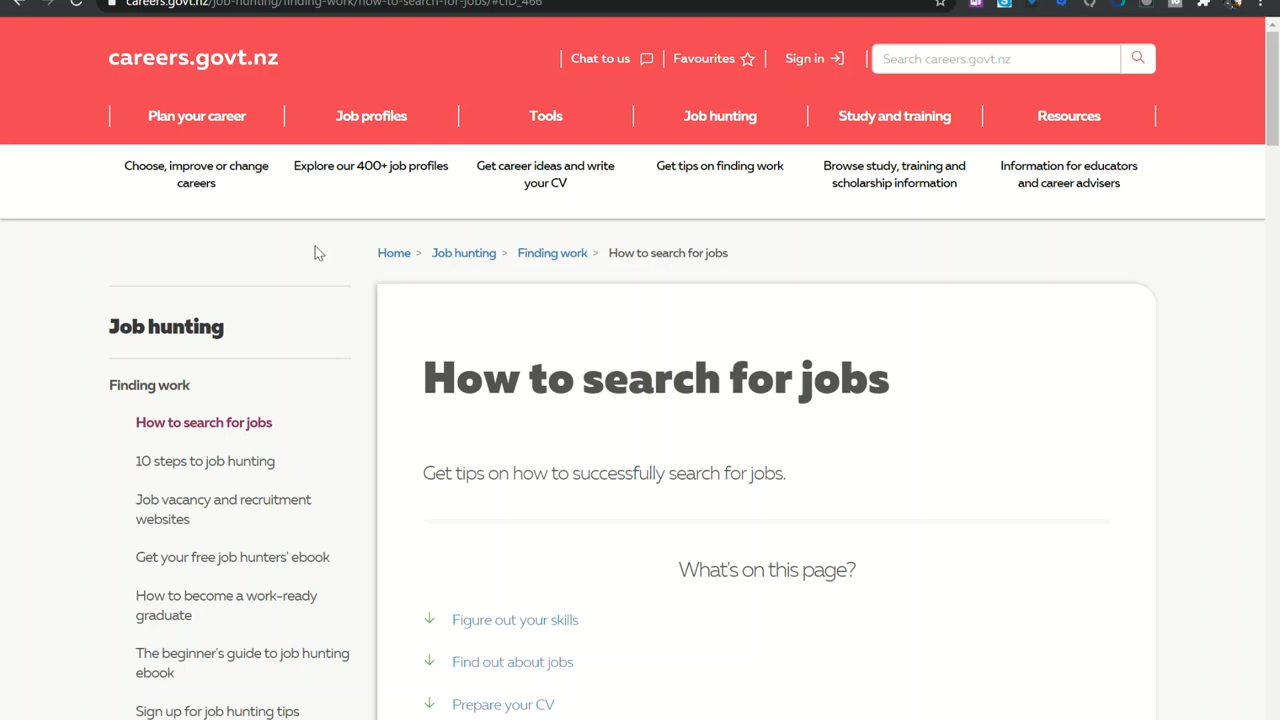 careers.govt.nz/job-hunting/finding-work/how-to-search-for-jobs/#cID_466
careers.govt.nz
Chat to us
Favourites
Sign in
Search careers.govt.nz
Plan your career
Job profiles
Tools
Job hunting
Study and training
Resources
Choose, improve or change
careers
Explore our 400+ job profiles
Get career ideas and write
your CV
Get tips on finding work
Browse study, training and
scholarship information
Information for educators
and career advisers
Home > Job hunting > Finding work > How to search for jobs
Job hunting
Finding work
How to search for jobs
10 steps to job hunting
Job vacancy and recruitment
websites
Get your free job hunters' ebook
How to become a work-ready
graduate
The beginner's guide to job hunting
ebook
Sign up for job hunting tips
How to search for jobs
Get tips on how to successfully search for jobs.
What's on this page?
Figure out your skills
Find out about jobs
Prepare your CV